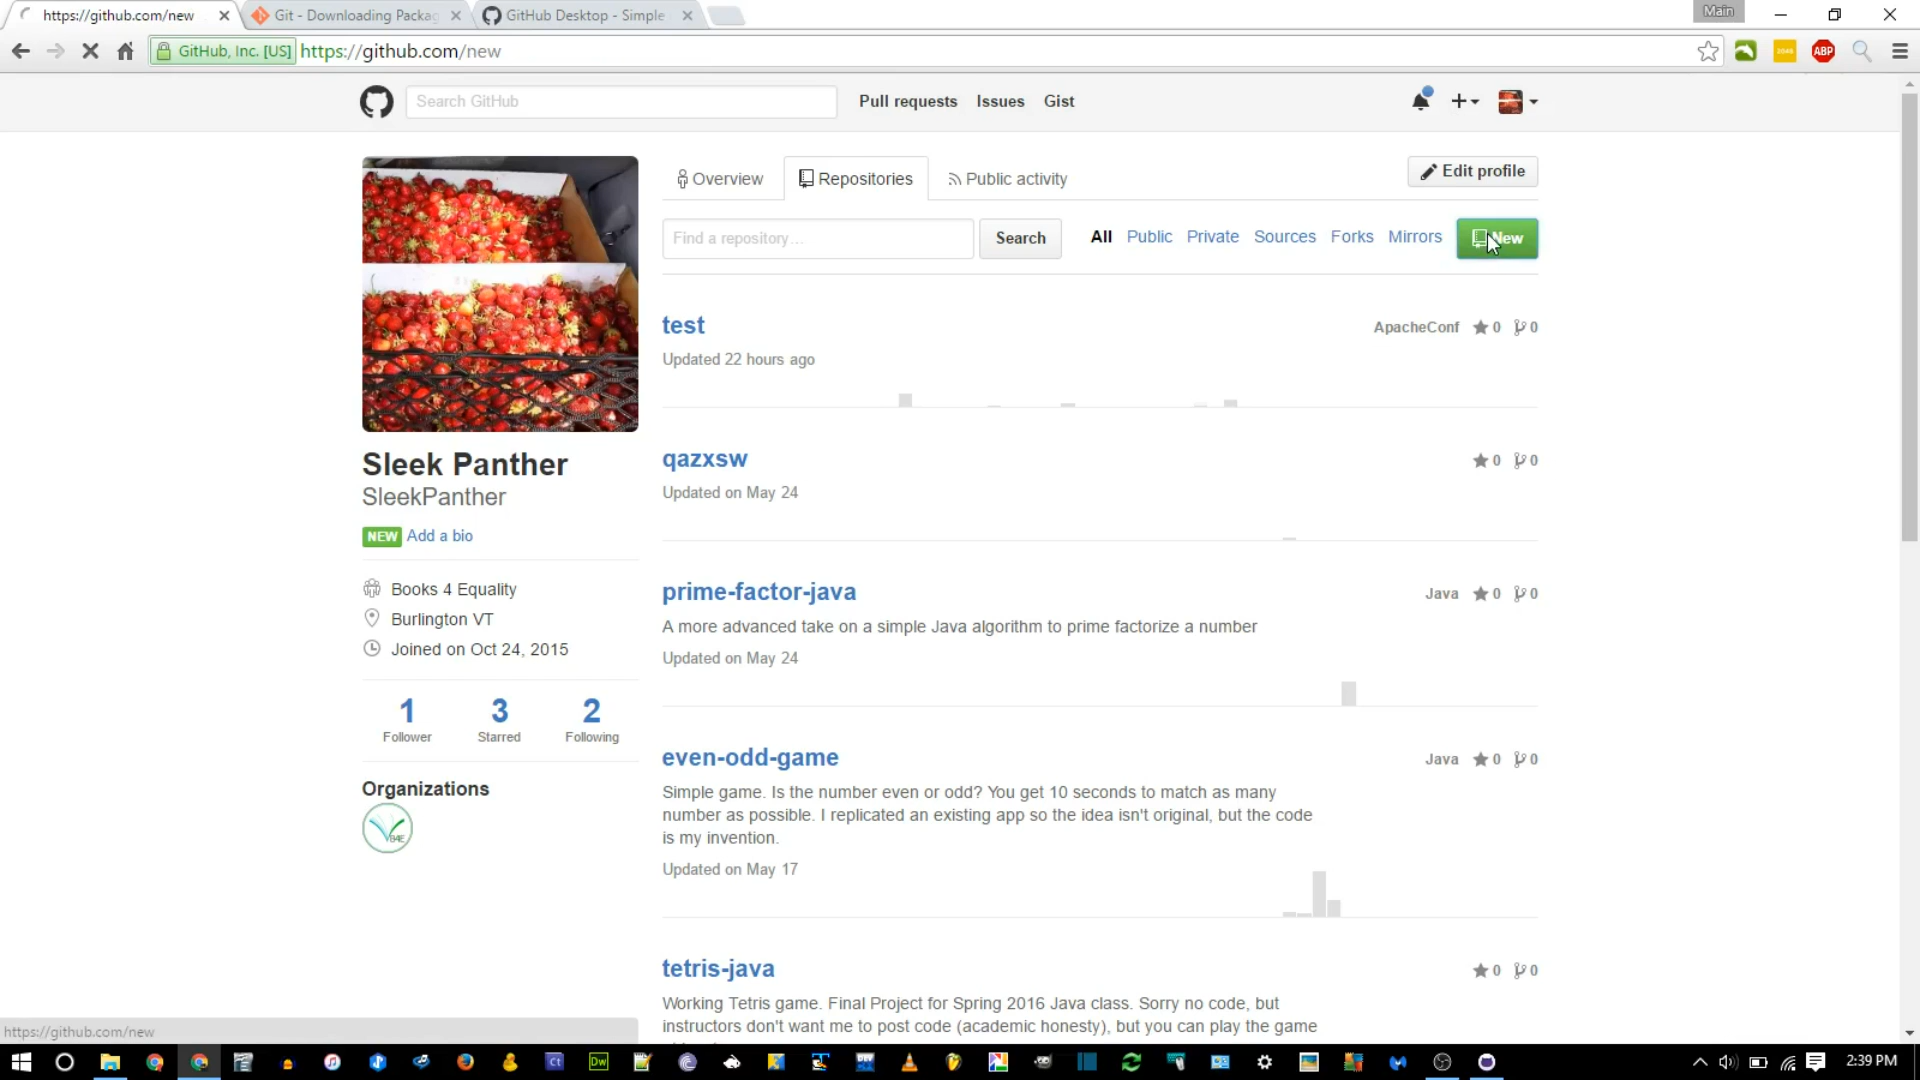 https://github.com/new
Git - Downloading Packag
GitHub Desktop - Simple
Main
GitHub, Inc. [US]
https://github.com/new
ABP
Search GitHub
Pull requests
Issues
Gist
Overview
Repositories
Public activity
Edit profile
Find a repository...
Search
All
Public
Private
Sources
Forks
Mirrors
New
test
ApacheConf
0
0
Updated 22 hours ago
Sleek Panther
SleekPanther
NEW Add a bio
Books 4 Equality
Burlington VT
Joined on Oct 24, 2015
1
3
2
Follower
Starred
Following
Organizations
B4E
qazxsw
0
0
Updated on May 24
prime-factor-java
Java
0
0
A more advanced take on a simple Java algorithm to prime factorize a number
Updated on May 24
even-odd-game
Java
0
0
Simple game. Is the number even or odd? You get 10 seconds to match as many
number as possible. I replicated an existing app so the idea isn't original, but the code
is my invention.
Updated on May 17
tetris-java
0
0
Working Tetris game. Final Project for Spring 2016 Java class. Sorry no code, but
instructors don't want me to post code (academic honesty), but you can play the game
https://github.com/new
Ct
Dw
2:39 PM